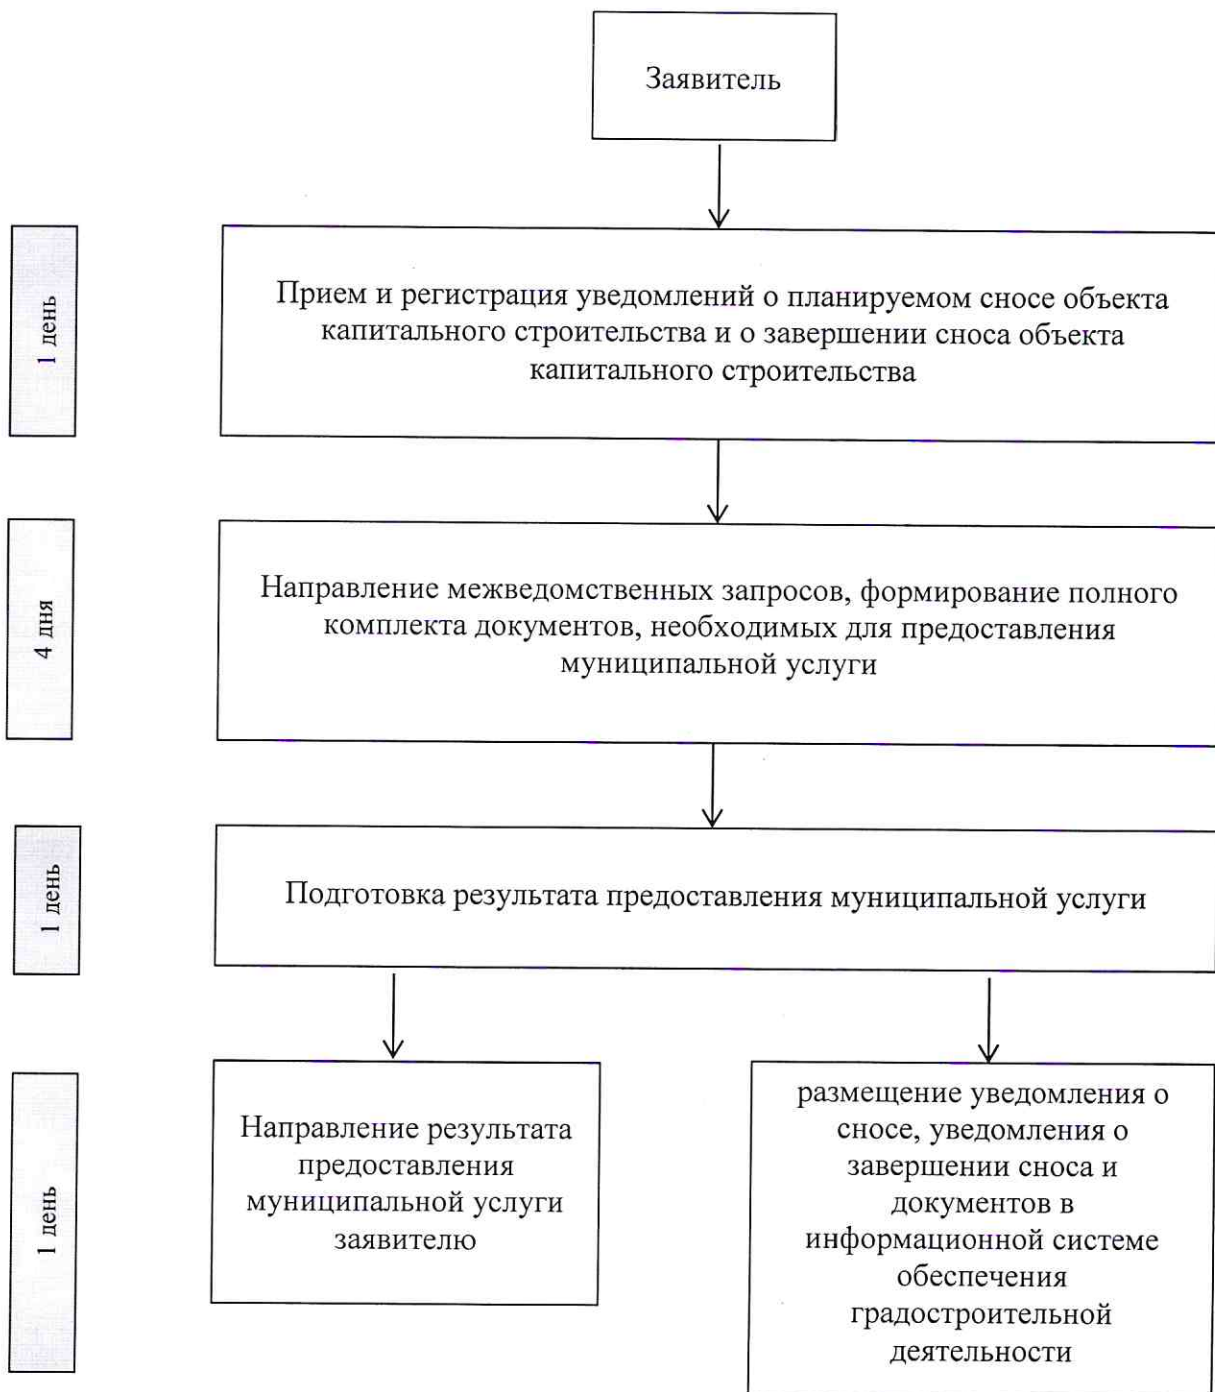 Заявитель
1 день
Прием и регистрация уведомлений о планируемом сносе объекта
капитального строительства и о завершении сноса объекта
капитального строительства
4 дня
Направление межведомственных запросов, формирование полного
комплекта документов, необходимых для предоставления
муниципальной услуги
1 день
Подготовка результата предоставления муниципальной услуги
1 день
Направление результата
предоставления
муниципальной услуги
заявителю
размещение уведомления о
сносе, уведомления о
завершении сноса и
документов в
информационной системе
обеспечения
градостроительной
деятельности